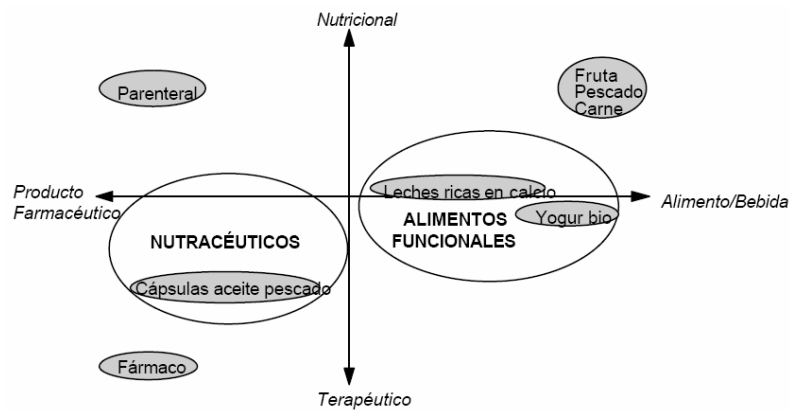 Nutricional
Parenteral
Fruta
Pescado
Carne
Producto
Farmacéutico
Leches ricas en calcio
Alimento/Bebida
Yogur bio
ALIMENTOS
FUNCIONALES
NUTRACÉUTICOS
Cápsulas aceite pescado
Fármaco
Terapéutico